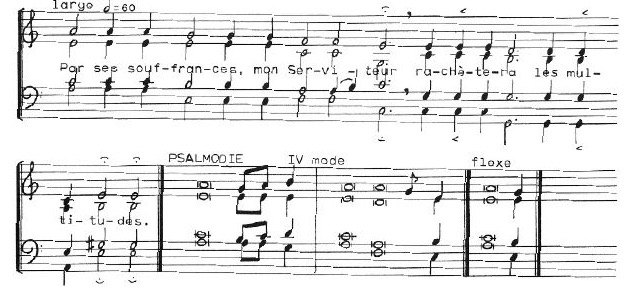 largo ♩=60
Par ses souf-fran-ces, mon Ser-vi-teur ra-chè-te-ra les mul-
ti-tu-des.
PSALMODIE IV mode flexe